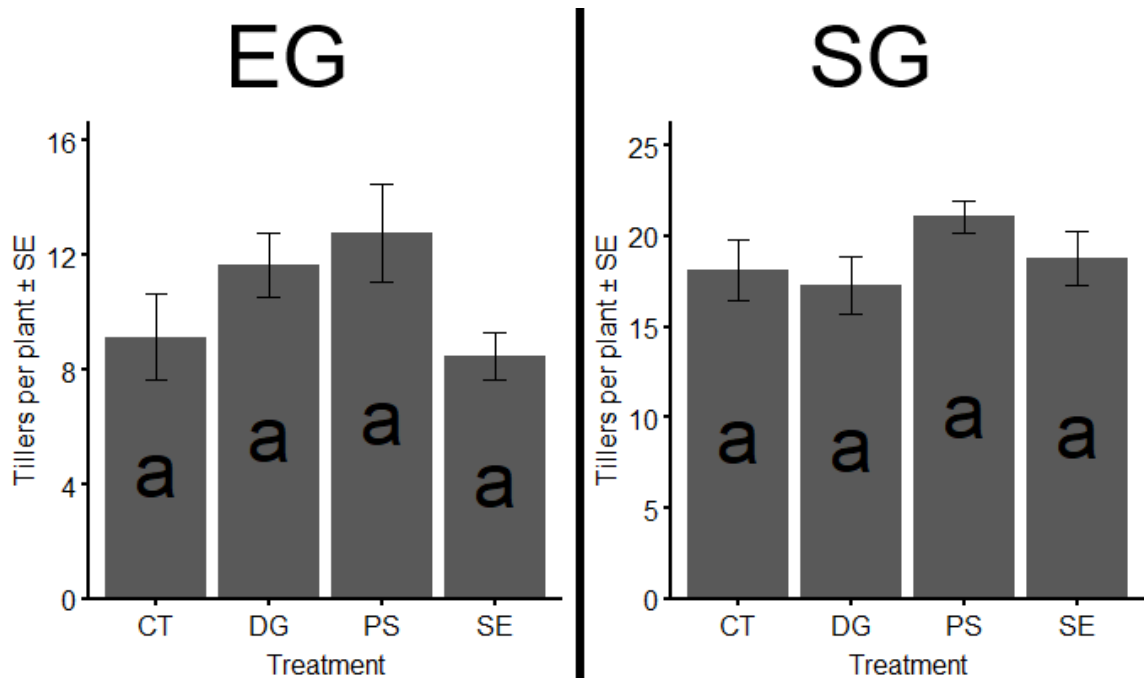 EG
Tillers per plant ± SE
16
12
8
4
0
a
a
a
a
CT DG PS SE
Treatment
SG
Tillers per plant ± SE
25
20
15
10
5
0
a
a
a
a
CT DG PS SE
Treatment